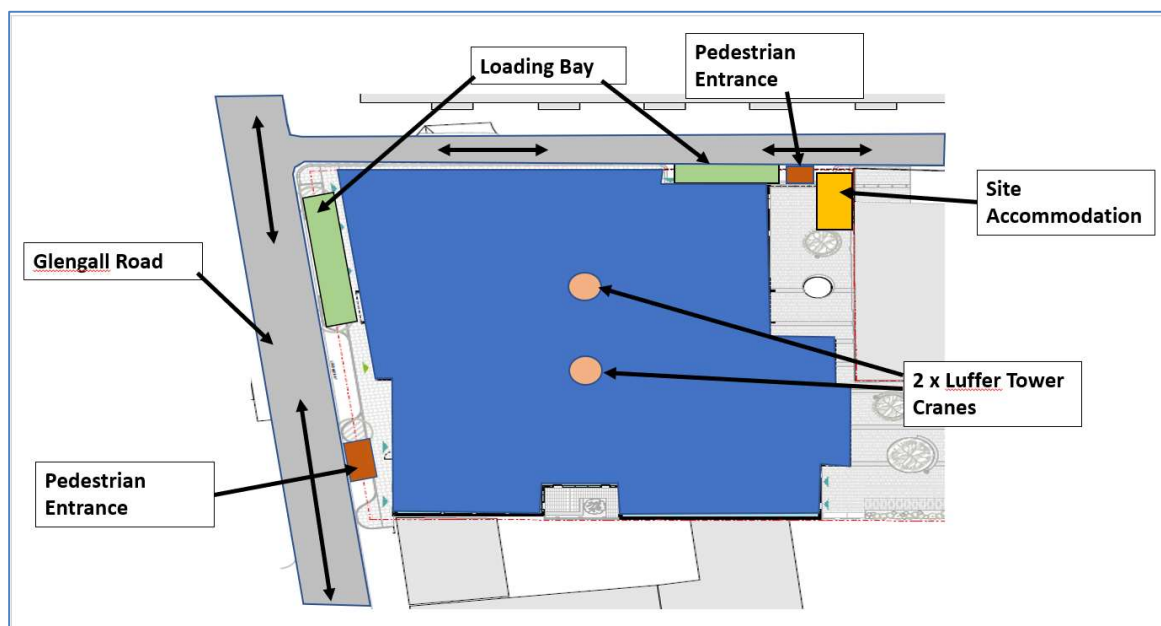 Pedestrian
Entrance
Loading Bay
Site
Accommodation
Glengall Road
2 x Luffer Tower
Cranes
Pedestrian
Entrance